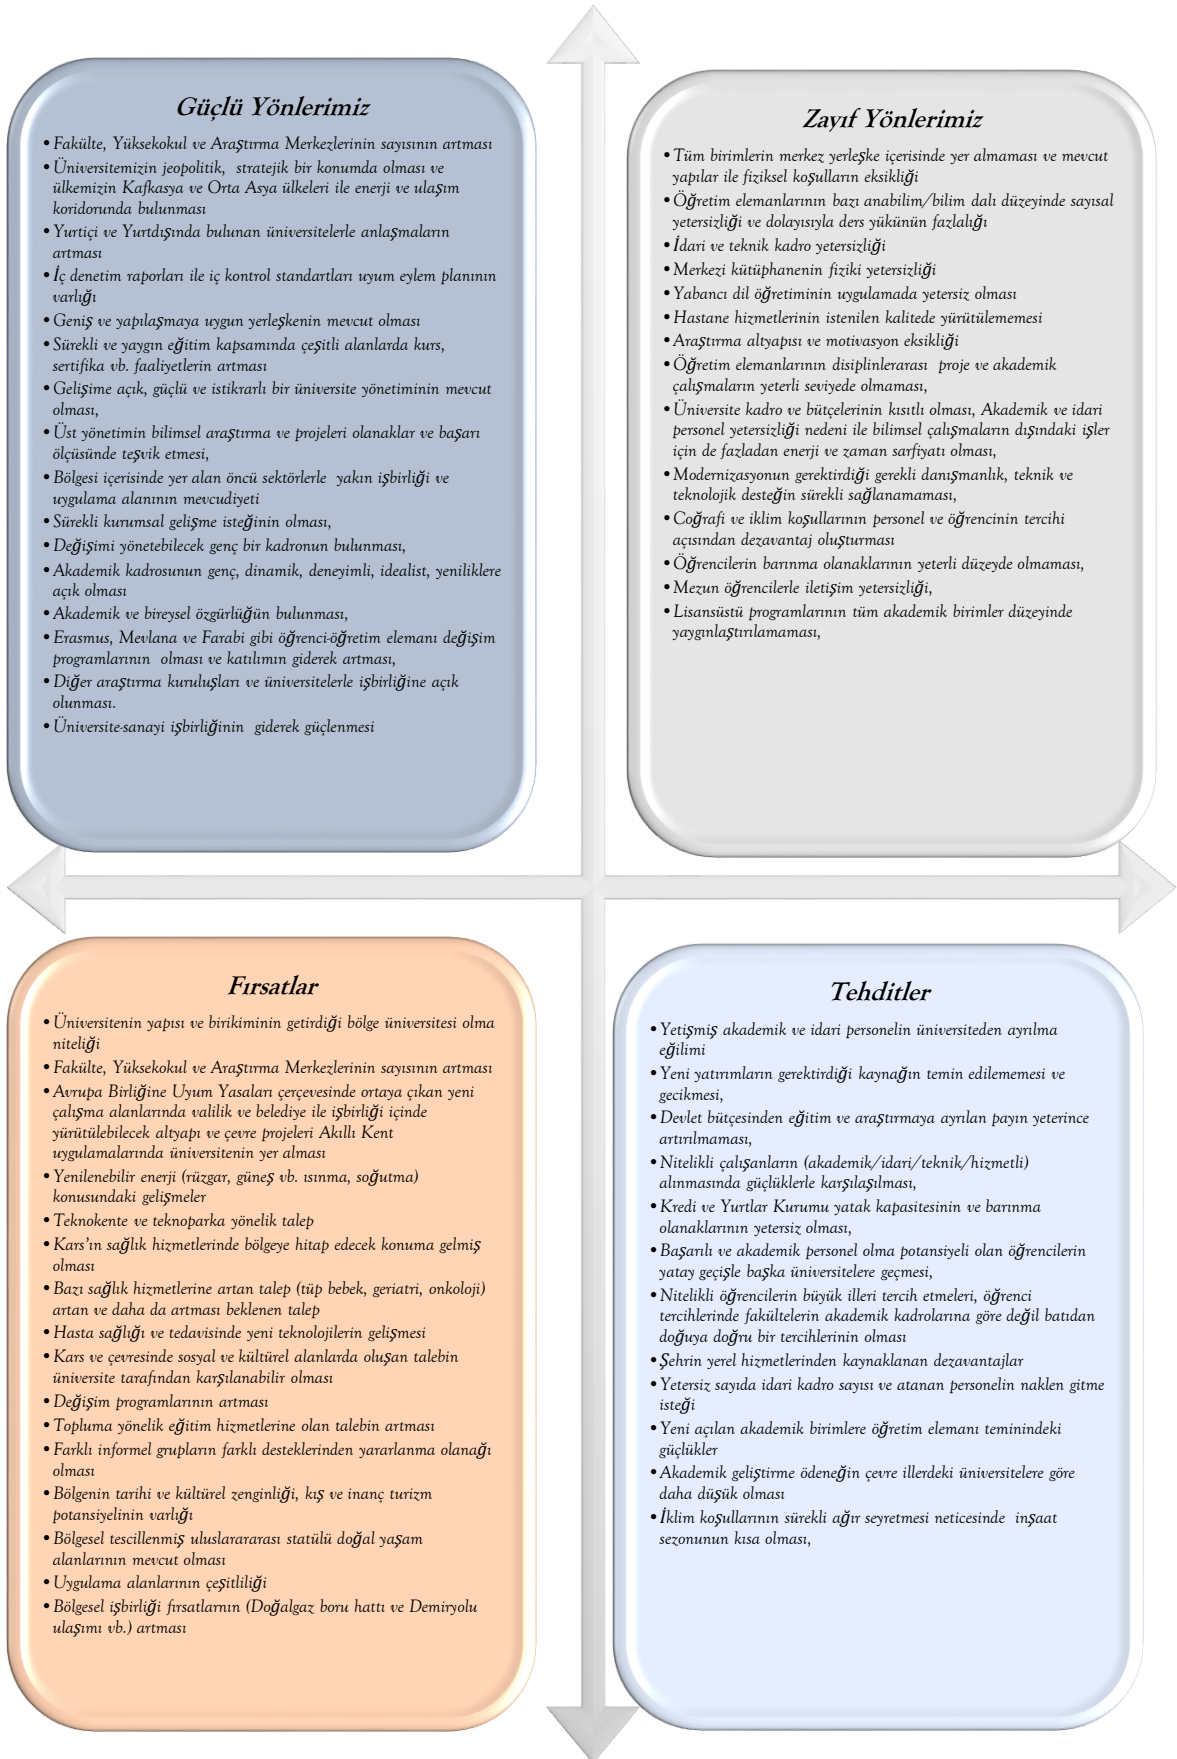 Güçlü Yönlerimiz
• Fakülte, Yüksekokul ve Araştırma Merkezlerinin sayısının artması
• Üniversitemizin jeopolitik, stratejik bir konumda olması ve
ülkemizin Kafkasya ve Orta Asya ülkeleri ile enerji ve ulaşım
koridorunda bulunması
• Yurtiçi ve Yurtdışında bulunan üniversitelerle anlaşmaların
artması
• İç denetim raporları ile iç kontrol standartları uyum eylem planının
varlığı
• Geniş ve yapılaşmaya uygun yerleşkenin mevcut olması
• Sürekli ve yaygın eğitim kapsamında çeşitli alanlarda kurs,
sertifika vb. faaliyetlerin artması
• Gelişime açık, güçlü ve istikrarlı bir üniversite yönetiminin mevcut
olması,
• Üst yönetimin bilimsel araştırma ve projeleri olanaklar ve başarı
ölçüsünde teşvik etmesi,
• Bölgesi içerisinde yer alan öncü sektörlerle yakın işbirliği ve
uygulama alanının mevcudiyeti
• Sürekli kurumsal gelişme isteğinin olması,
• Değişimi yönetebilecek genç bir kadronun bulunması,
• Akademik kadrosunun genç, dinamik, deneyimli, idealist, yeniliklere
açık olması
• Akademik ve bireysel özgürlüğün bulunması,
• Erasmus, Mevlana ve Farabi gibi öğrenci-öğretim elemanı değişim
programlarının olması ve katılımın giderek artması,
• Diğer araştırma kuruluşları ve üniversitelerle işbirliğine açık
olunması.
• Üniversite-sanayi işbirliğinin giderek güçlenmesi
Zayıf Yönlerimiz
• Tüm birimlerin merkez yerleşke içerisinde yer almaması ve mevcut
yapılar ile fiziksel koşulların eksikliği
• Öğretim elemanlarının bazı anabilim/bilim dalı düzeyinde sayısal
yetersizliği ve dolayısıyla ders yükünün fazlalığı
• İdari ve teknik kadro yetersizliği
• Merkezi kütüphanenin fiziki yetersizliği
• Yabancı dil öğretiminin uygulamada yetersiz olması
• Hastane hizmetlerinin istenilen kalitede yürütülememesi
• Araştırma altyapısı ve motivasyon eksikliği
• Öğretim elemanlarının disiplinlerarası proje ve akademik
çalışmaların yeterli seviyede olmaması,
• Üniversite kadro ve bütçelerinin kısıtlı olması, Akademik ve idari
personel yetersizliği nedeni ile bilimsel çalışmaların dışındaki işler
için de fazladan enerji ve zaman sarfiyatı olması,
• Modernizasyonun gerektirdiği gerekli danışmanlık, teknik ve
teknolojik desteğin sürekli sağlanamaması,
• Coğrafi ve iklim koşullarının personel ve öğrencinin tercihi
açısından dezavantaj oluşturması
• Öğrencilerin barınma olanaklarının yeterli düzeyde olmaması,
• Mezun öğrencilerle iletişim yetersizliği,
• Lisansüstü programlarının tüm akademik birimler düzeyinde
yaygınlaştırılamaması,
Fırsatlar
• Üniversitenin yapısı ve birikiminin getirdiği bölge üniversitesi olma
niteliği
• Fakülte, Yüksekokul ve Araştırma Merkezlerinin sayısının artması
• Avrupa Birliğine Uyum Yasaları çerçevesinde ortaya çıkan yeni
çalışma alanlarında valilik ve belediye ile işbirliği içinde
yürütülebilecek altyapı ve çevre projeleri Akıllı Kent
uygulamalarında üniversitenin yer alması
• Yenilenebilir enerji (rüzgar, güneş vb. ısınma, soğutma)
konusundaki gelişmeler
• Teknokente ve teknoparka yönelik talep
• Kars'ın sağlık hizmetlerinde bölgeye hitap edecek konuma gelmiş
olması
• Bazı sağlık hizmetlerine artan talep (tüp bebek, geriatri, onkoloji)
artan ve daha da artması beklenen talep
• Hasta sağlığı ve tedavisinde yeni teknolojilerin gelişmesi
• Kars ve çevresinde sosyal ve kültürel alanlarda oluşan talebin
üniversite tarafından karşılanabilir olması
• Değişim programlarının artması
• Topluma yönelik eğitim hizmetlerine olan talebin artması
• Farklı informel grupların farklı desteklerinden yararlanma olanağı
olması
• Bölgenin tarihi ve kültürel zenginliği, kış ve inanç turizm
potansiyelinin varlığı
• Bölgesel tescillenmiş uluslarararası statülü doğal yaşam
alanlarının mevcut olması
• Uygulama alanlarının çeşitliliği
• Bölgesel işbirliği fırsatlarnın (Doğalgaz boru hattı ve Demiryolu
ulaşımı vb.) artması
Tehditler
• Yetişmiş akademik ve idari personelin üniversiteden ayrılma
eğilimi
• Yeni yatırımların gerektirdiği kaynağın temin edilememesi ve
gecikmesi,
• Devlet bütçesinden eğitim ve araştırmaya ayrılan payın yeterince
artırılmaması,
• Nitelikli çalışanların (akademik/idari/teknik/hizmetli)
alınmasında güçlüklerle karşılaşılması,
• Kredi ve Yurtlar Kurumu yatak kapasitesinin ve barınma
olanaklarının yetersiz olması,
• Başarılı ve akademik personel olma potansiyeli olan öğrencilerin
yatay geçişle başka üniversitelere geçmesi,
• Nitelikli öğrencilerin büyük illeri tercih etmeleri, öğrenci
tercihlerinde fakültelerin akademik kadrolarına göre değil batıdan
doğuya doğru bir tercihlerinin olması
• Şehrin yerel hizmetlerinden kaynaklanan dezavantajlar
• Yetersiz sayıda idari kadro sayısı ve atanan personelin naklen gitme
isteği
• Yeni açılan akademik birimlere öğretim elemanı teminindeki
güçlükler
• Akademik geliştirme ödeneğin çevre illerdeki üniversitelere göre
daha düşük olması
• İklim koşullarının sürekli ağır seyretmesi neticesinde inşaat
sezonunun kısa olması,